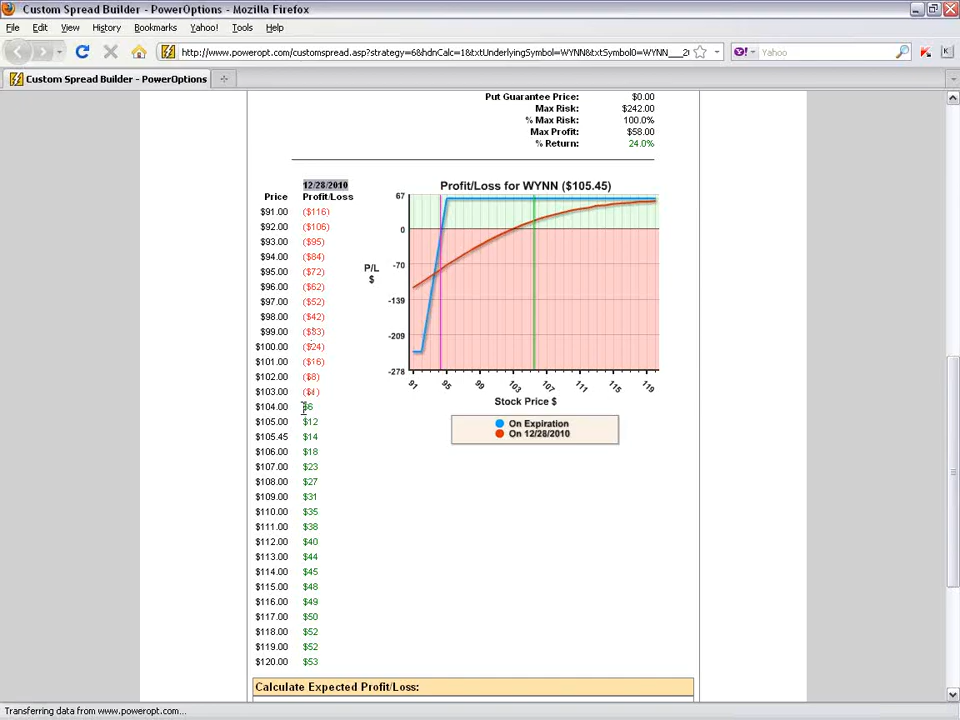 Custom Spread Builder - PowerOptions - Mozilla Firefox
File Edit View History Bookmarks Yahoo! Tools Help
http://www.poweropt.com/customspread.asp?strategy=6&hdnCalc=1&txtUnderlyingSymbol=WYNN&txtSymbol0=WYNN___2
Y! Yahoo
Custom Spread Builder - PowerOptions
Put Guarantee Price: $0.00
Max Risk: $242.00
% Max Risk: 100.0%
Max Profit: $58.00
% Return: 24.0%
12/28/2010
Price Profit/Loss
$91.00 ($116)
$92.00 ($106)
$93.00 ($95)
$94.00 ($84)
$95.00 ($72)
$96.00 ($62)
$97.00 ($52)
$98.00 ($42)
$99.00 ($33)
$100.00 ($24)
$101.00 ($16)
$102.00 ($8)
$103.00
$104.00 $6
$105.00 $12
$105.45 $14
$106.00 $18
$107.00 $23
$108.00 $27
$109.00 $31
$110.00 $35
$111.00 $38
$112.00 $40
$113.00 $44
$114.00 $45
$115.00 $48
$116.00 $49
$117.00 $50
$118.00 $52
$119.00 $52
$120.00 $53
Profit/Loss for WYNN ($105.45)
67
0
-70
-139
-209
-278
P/L
$
91 95 99 103 107 111 115 119
Stock Price $
On Expiration
On 12/28/2010
Calculate Expected Profit/Loss:
Transferring data from www.poweropt.com...